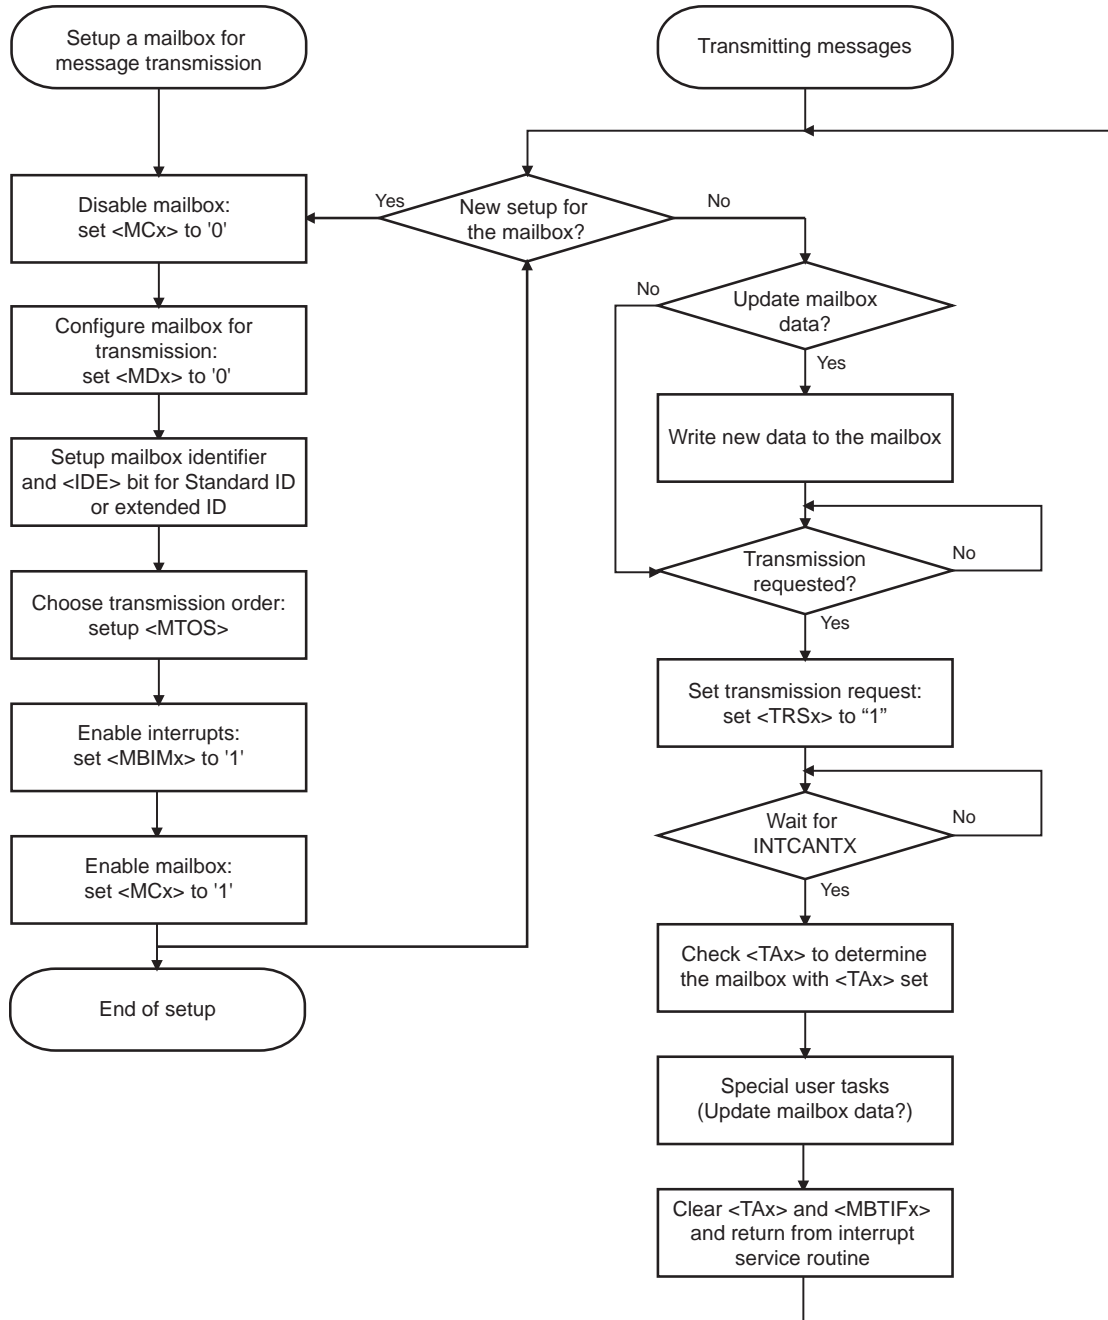 Setup a mailbox for
message transmission
Disable mailbox:
set <MCx> to '0'
Configure mailbox for
transmission:
set <MDx> to '0'
Setup mailbox identifier
and <IDE> bit for Standard ID
or extended ID
Choose transmission order:
setup <MTOS>
Enable interrupts:
set <MBIMx> to '1'
Enable mailbox:
set <MCx> to '1'
End of setup
Transmitting messages
Yes
New setup for
the mailbox?
No
No
Update mailbox
data?
Yes
Write new data to the mailbox
Transmission
requested?
No
Yes
Set transmission request:
set <TRSx> to “1”
Wait for
INTCANTX
No
Yes
Check <TAx> to determine
the mailbox with <TAx> set
Special user tasks
(Update mailbox data?)
Clear <TAx> and <MBTIFx>
and return from interrupt
service routine